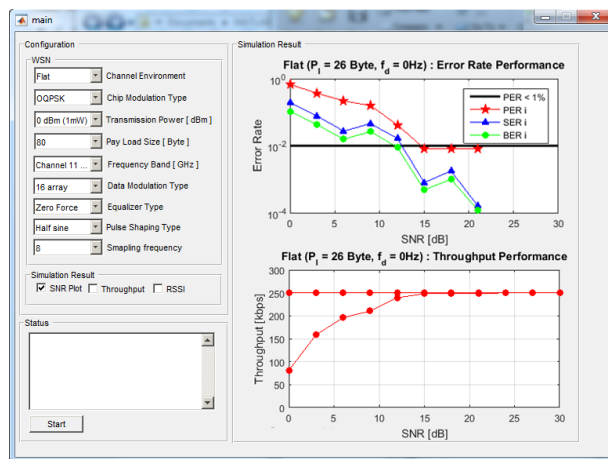 main
Configuration
WSN
Flat Channel Environment
OQPSK Chip Modulation Type
0 dBm (1mW) Transmission Power [ dBm ]
80 Pay Load Size [ Byte ]
Channel 11 ... Frequency Band [ GHz ]
16 array Data Modulation Type
Zero Force Equalizer Type
Half sine Pulse Shaping Type
8 Smapling frequency
Simulation Result
SNR Plot Throughput RSSI
Status
Start
Simulation Result
Flat (P_l = 26 Byte, f_d = 0Hz) : Error Rate Performance
10^0
10^-2
10^-4
Error Rate
PER < 1%
PER i
SER i
BER i
0 5 10 15 20 25 30
SNR [dB]
Flat (P_l = 26 Byte, f_d = 0Hz) : Throughput Performance
300
250
200
150
100
50
0
Throughput [kbps]
0 5 10 15 20 25 30
SNR [dB]